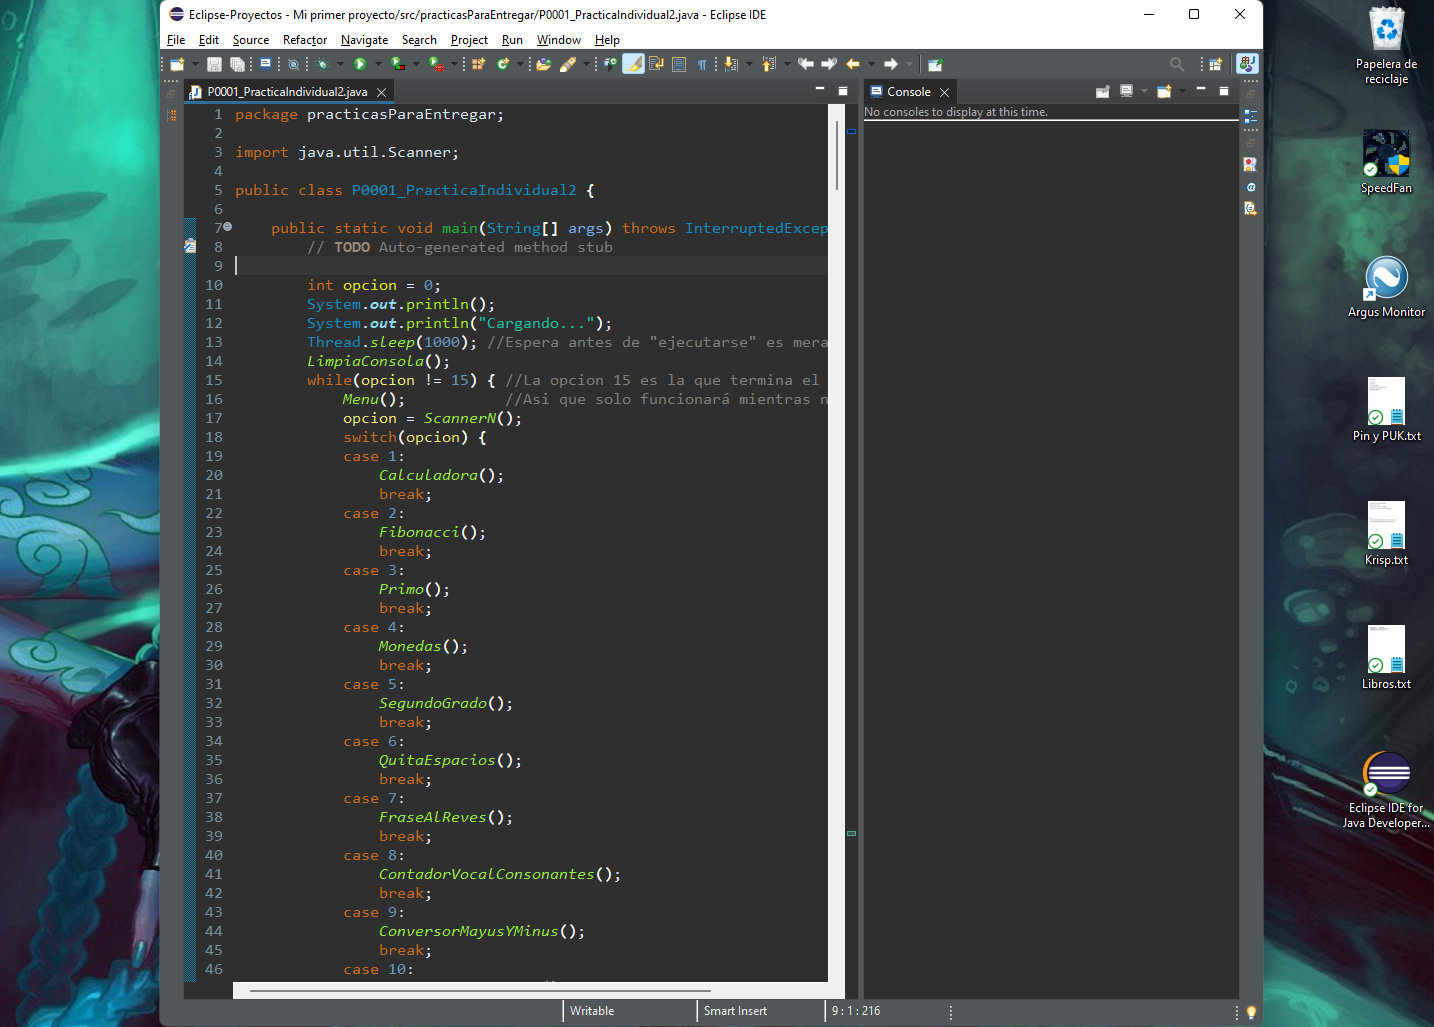 Eclipse-Proyectos - Mi primer proyecto/src/practicasParaEntregar/P0001_PracticaIndividual2.java - Eclipse IDE
File Edit Source Refactor Navigate Search Project Run Window Help
P0001_PracticaIndividual2.java
1 package practicasParaEntregar;
2
3 import java.util.Scanner;
4
5 public class P0001_PracticaIndividual2 {
6
7 public static void main(String[] args) throws InterruptedExcep
8 // TODO Auto-generated method stub
9
10 int opcion = 0;
11 System.out.println();
12 System.out.println("Cargando...");
13 Thread.sleep(1000); //Espera antes de "ejecutarse" es mera
14 LimpiaConsola();
15 while(opcion != 15) { //La opcion 15 es la que termina el
16 Menu(); //Asi que solo funcionará mientras n
17 opcion = ScannerN();
18 switch(opcion) {
19 case 1:
20 Calculadora();
21 break;
22 case 2:
23 Fibonacci();
24 break;
25 case 3:
26 Primo();
27 break;
28 case 4:
29 Monedas();
30 break;
31 case 5:
32 SegundoGrado();
33 break;
34 case 6:
35 QuitaEspacios();
36 break;
37 case 7:
38 FraseAlReves();
39 break;
40 case 8:
41 ContadorVocalConsonantes();
42 break;
43 case 9:
44 ConversorMayusYMinus();
45 break;
46 case 10:
Console
No consoles to display at this time.
Writable Smart Insert 9 : 1 : 216
Papelera de
reciclaje
SpeedFan
Argus Monitor
Pin y PUK.txt
Krisp.txt
Libros.txt
Eclipse IDE for
Java Developer...